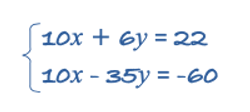 10x + 6y = 22
10x - 35y = -60